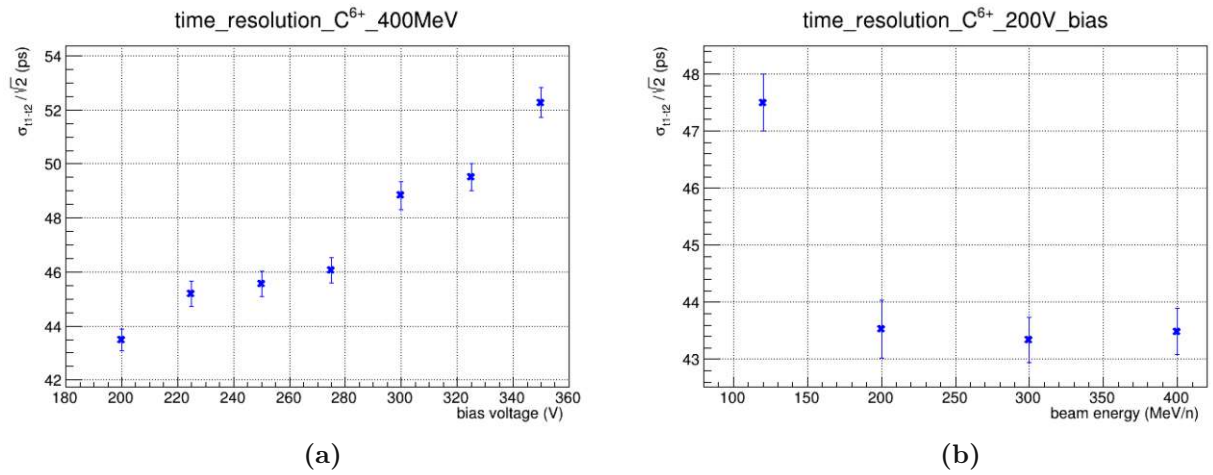 time_resolution_C⁶⁺_400MeV
σ_t1-t2/√2 (ps)
54
52
50
48
46
44
42
180 200 220 240 260 280 300 320 340 360
bias voltage (V)
(a)
time_resolution_C⁶⁺_200V_bias
σ_t1-t2/√2 (ps)
48
47
46
45
44
43
100 150 200 250 300 350 400
beam energy (MeV/n)
(b)